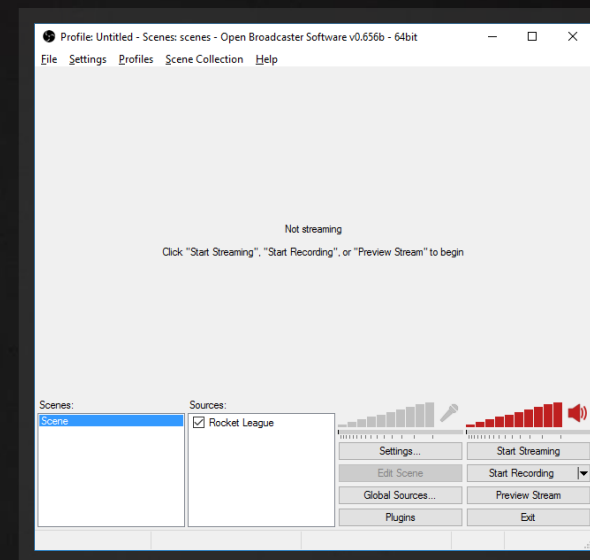 Profile: Untitled - Scenes: scenes - Open Broadcaster Software v0.656b - 64bit
File Settings Profiles Scene Collection Help
Not streaming
Click "Start Streaming", "Start Recording", or "Preview Stream" to begin
Scenes: Sources:
Scene Rocket League
Settings... Start Streaming
Edit Scene Start Recording
Global Sources... Preview Stream
Plugins Exit